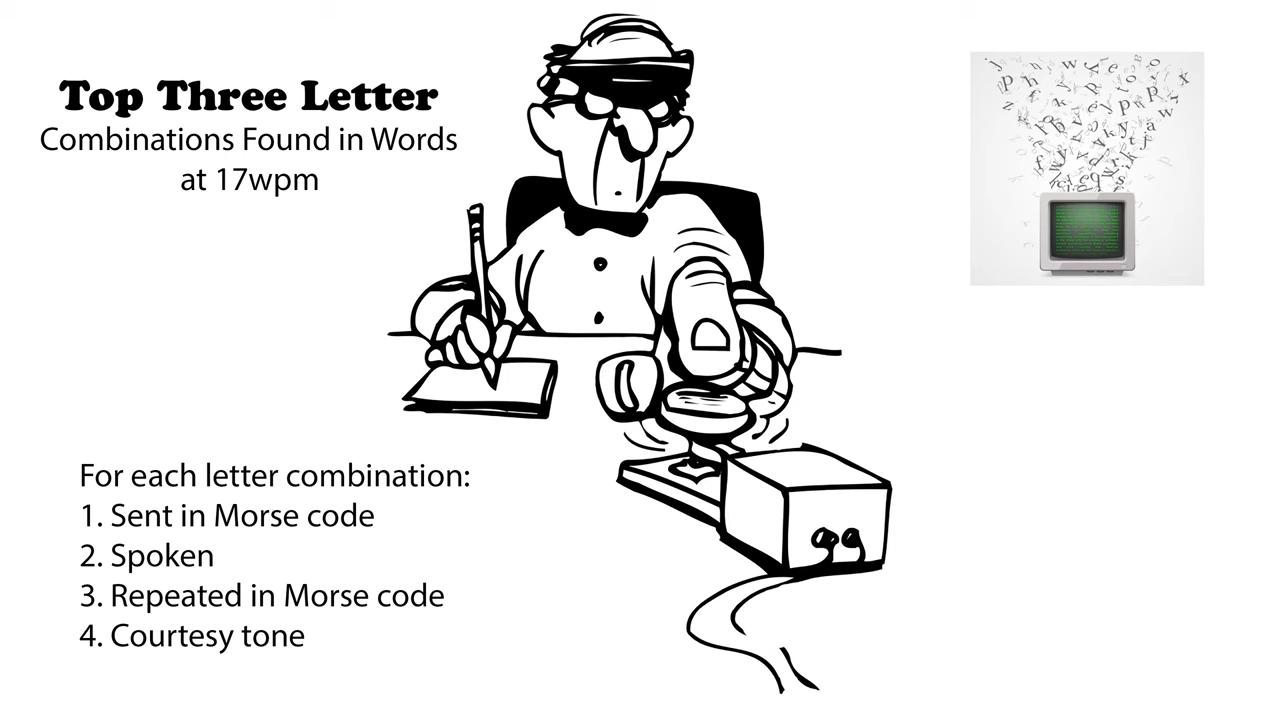 Top Three Letter
Combinations Found in Words
at 17wpm
For each letter combination:
1. Sent in Morse code
2. Spoken
3. Repeated in Morse code
4. Courtesy tone